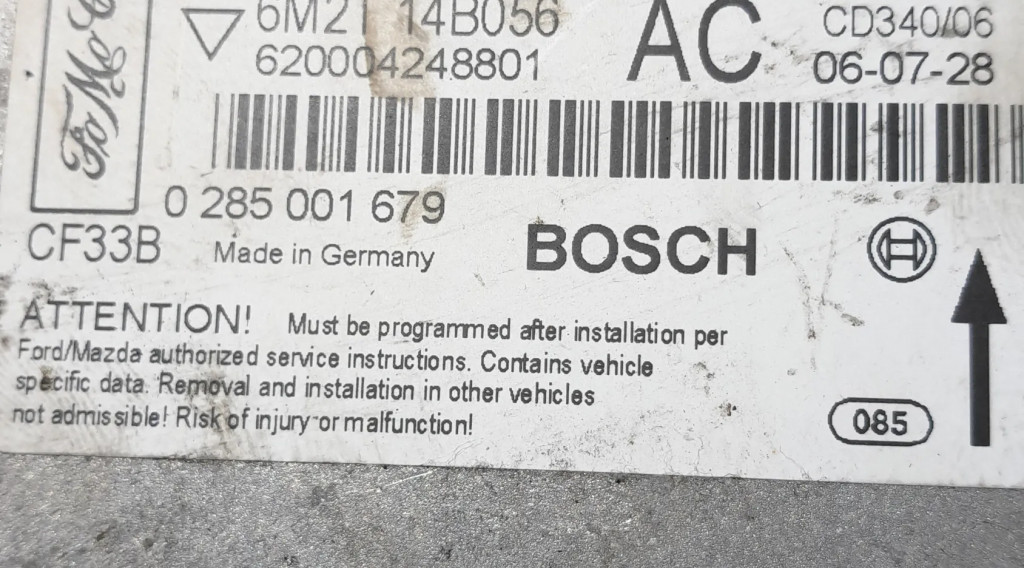 FoMoC
6M21 14B056 AC CD340/06
620004248801 06-07-28
0 285 001 679
CF33B Made in Germany BOSCH
ATTENTION! Must be programmed after installation per
Ford/Mazda authorized service instructions. Contains vehicle
specific data. Removal and installation in other vehicles
not admissible! Risk of injury or malfunction!
085